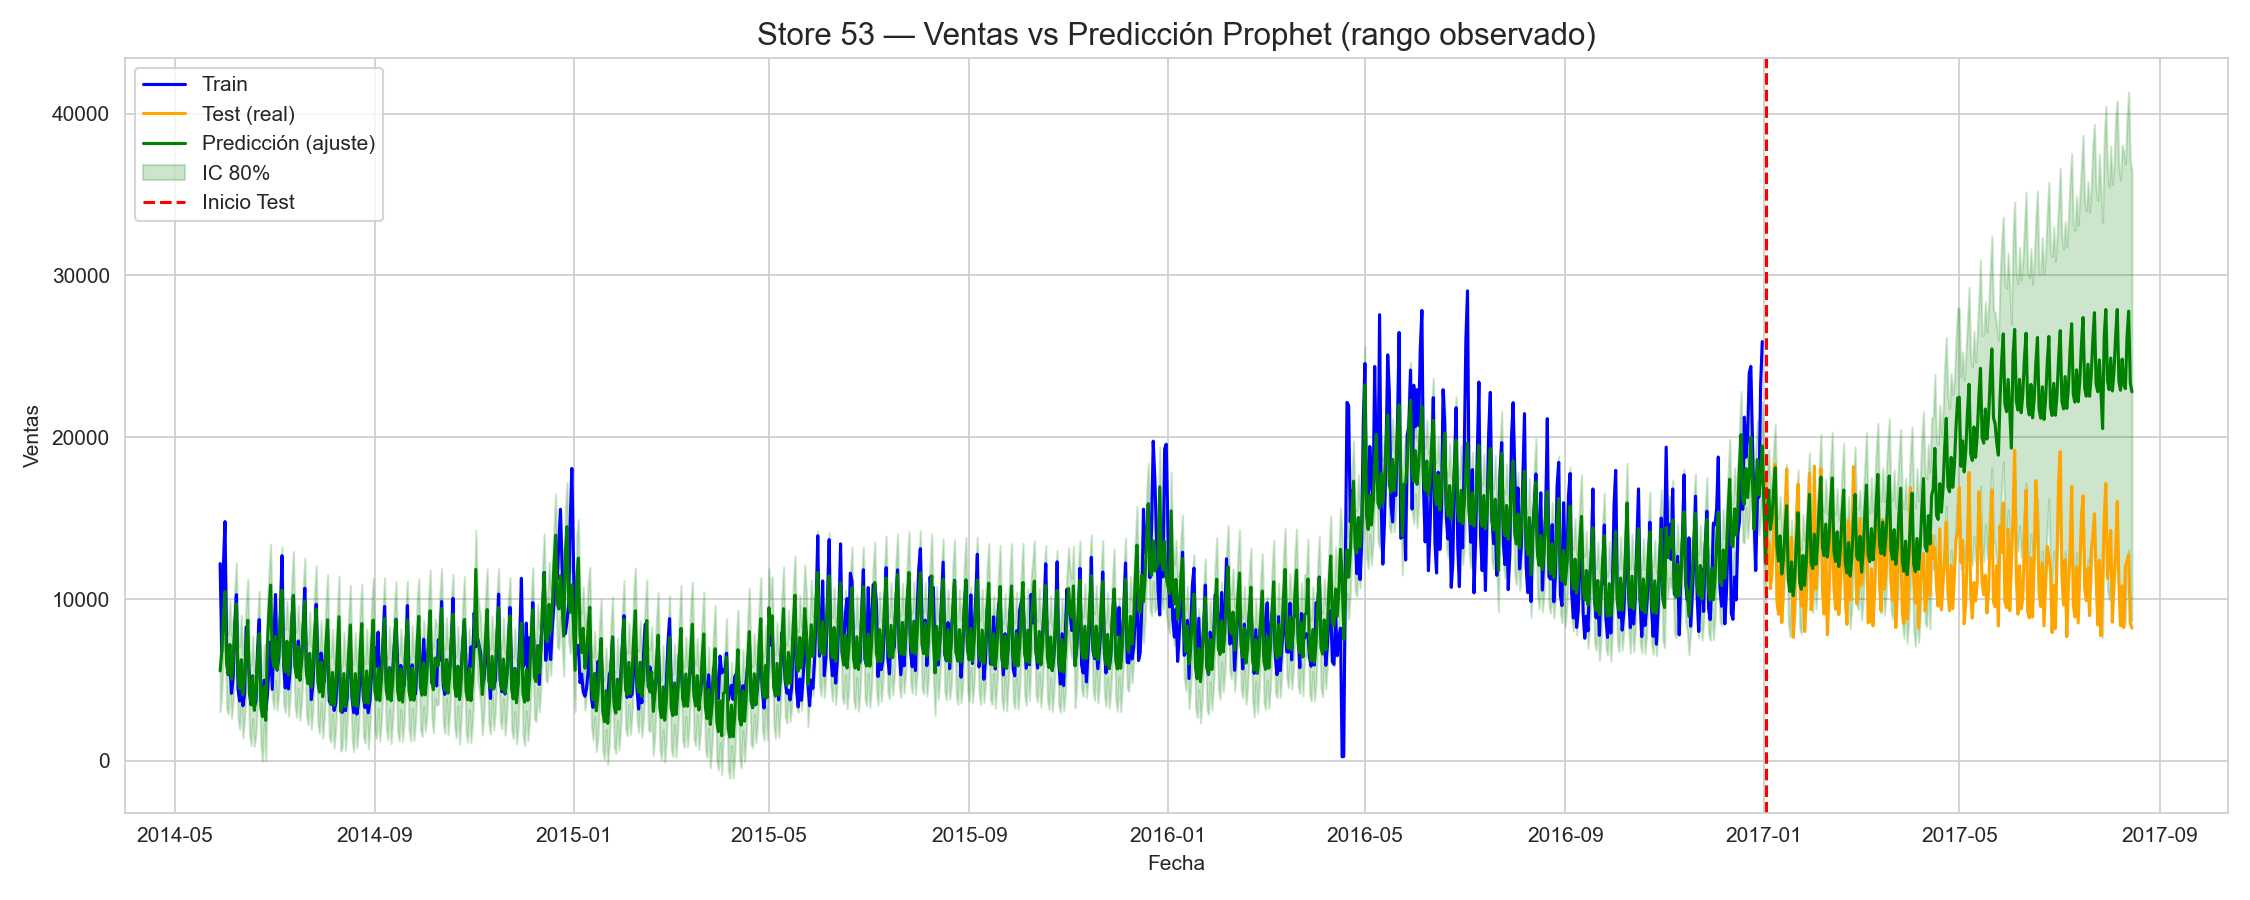 Store 53 — Ventas vs Predicción Prophet (rango observado)
Train
Test (real)
Predicción (ajuste)
IC 80%
Inicio Test
40000
30000
20000
10000
0
Ventas
2014-05
2014-09
2015-01
2015-05
2015-09
2016-01
2016-05
2016-09
2017-01
2017-05
2017-09
Fecha